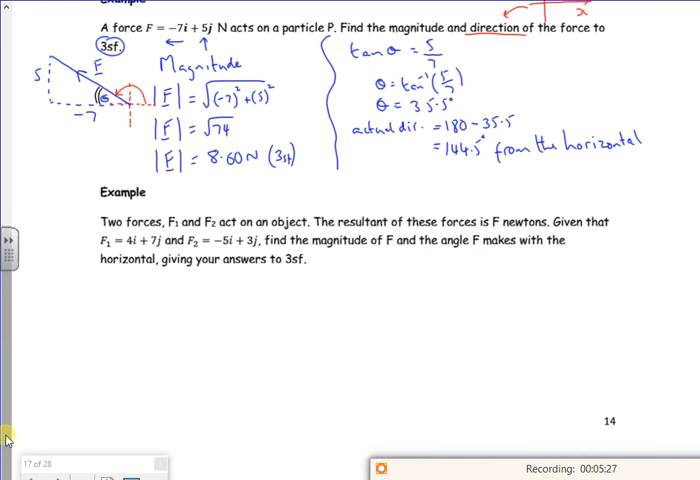 x
A force F = −7i + 5j N acts on a particle P. Find the magnitude and direction of the force to
3sf.
5
F
θ
-7
Magnitude
|F| = √(-7)² + (5)²
|F| = √74
|F| = 8.60 N (3sf)
tan θ = 5/7
θ = tan⁻¹(5/7)
θ = 35.5°
actual dir. = 180 - 35.5
= 144.5° from the horizontal
Example
Two forces, F₁ and F₂ act on an object. The resultant of these forces is F newtons. Given that
F₁ = 4i + 7j and F₂ = −5i + 3j, find the magnitude of F and the angle F makes with the
horizontal, giving your answers to 3sf.
14
17 of 28
Recording: 00:05:27